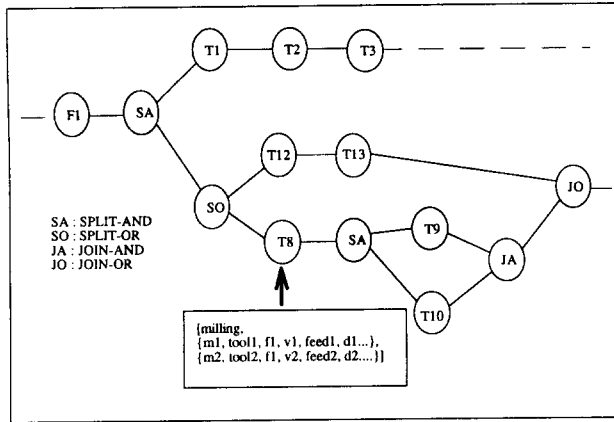 T1
T2
T3
F1
SA
T12
T13
SO
JO
SA : SPLIT-AND
SO : SPLIT-OR
JA : JOIN-AND
JO : JOIN-OR
T8
SA
T9
JA
T10
{milling,
{m1, tool1, f1, v1, feed1, d1...},
{m2, tool2, f1, v2, feed2, d2....}]